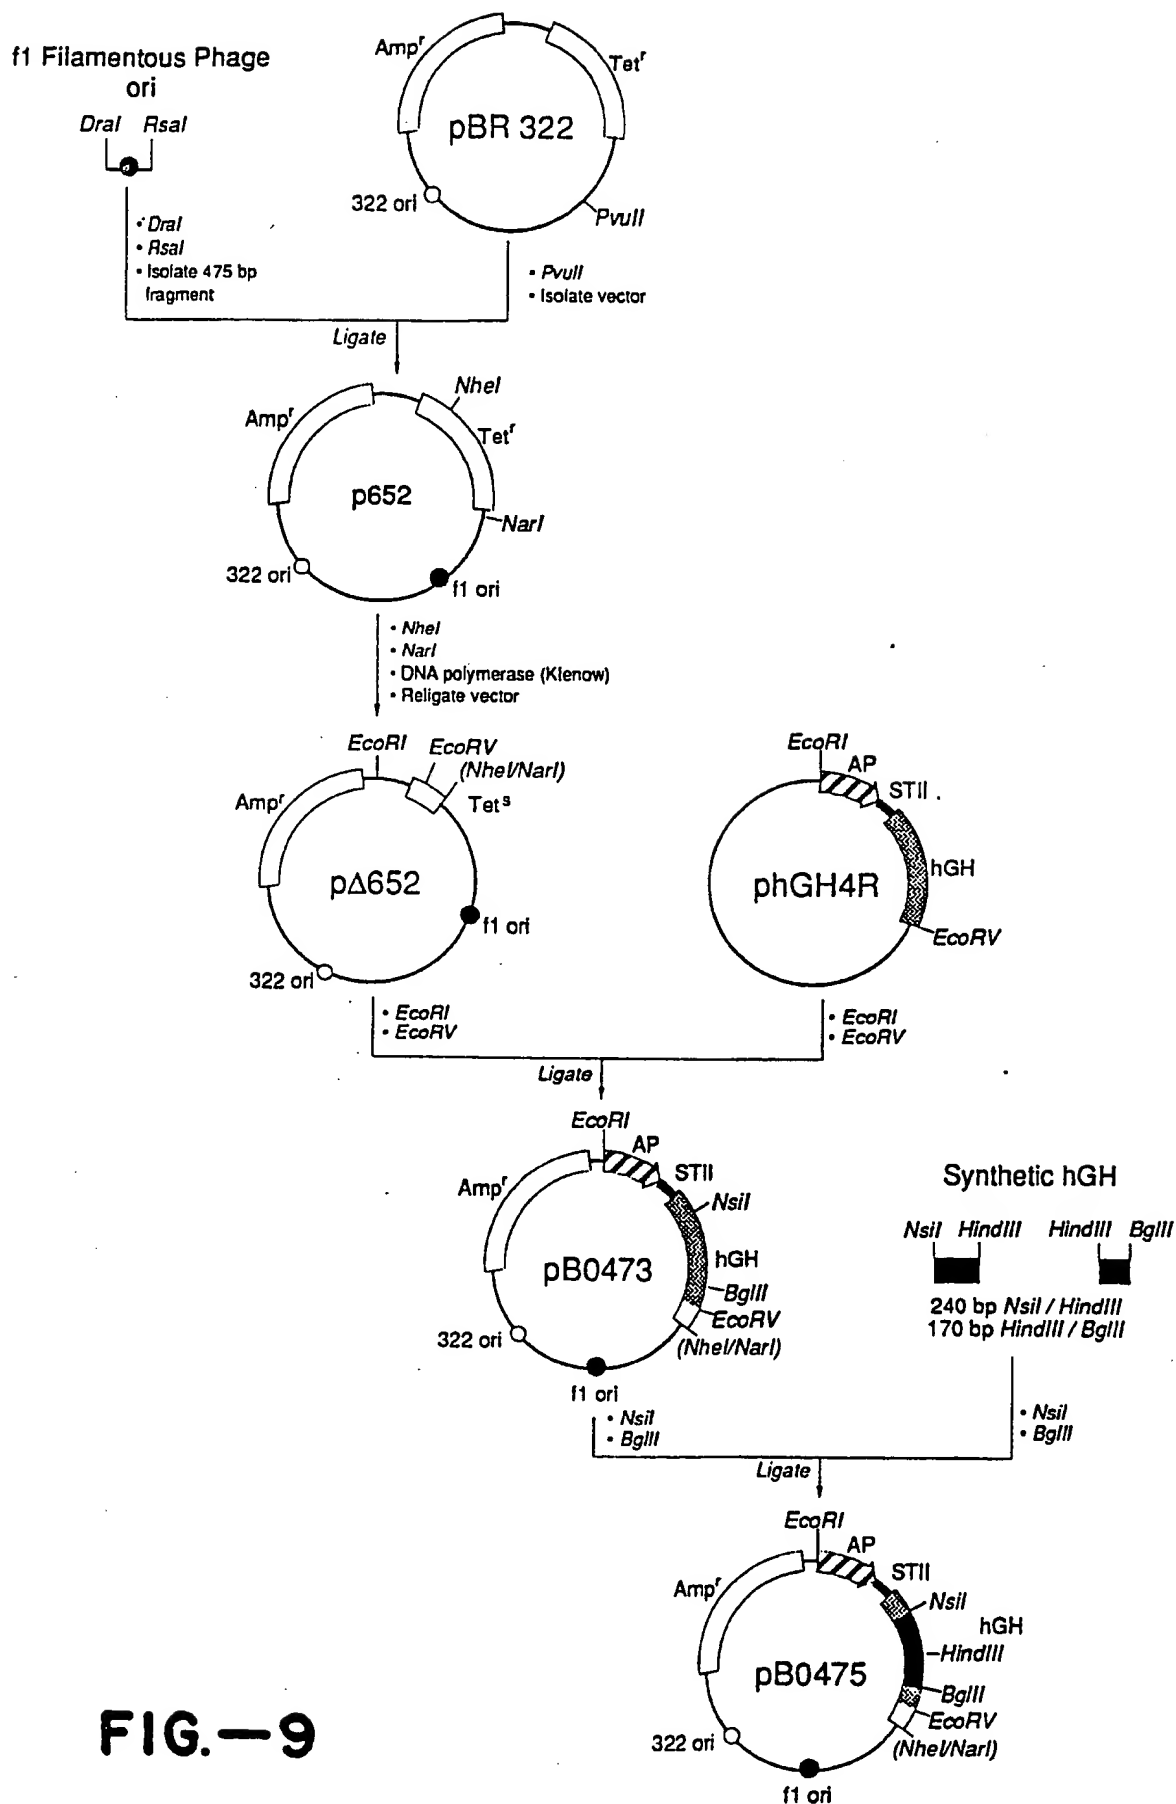 f1 Filamentous Phage
ori
DraI RsaI
• DraI
• RsaI
• Isolate 475 bp
fragment
Ampr
Tetr
pBR 322
322 ori
PvuII
• PvuII
• Isolate vector
Ligate
NheI
Ampr
Tetr
p652
NarI
322 ori
f1 ori
• NheI
• NarI
• DNA polymerase (Klenow)
• Religate vector
EcoRI
EcoRV
(NheI/NarI)
Ampr
Tets
pΔ652
f1 ori
322 ori
• EcoRI
• EcoRV
EcoRI
AP
STII
hGH
phGH4R
EcoRV
• EcoRI
• EcoRV
Ligate
EcoRI
AP
STII
Ampr
NsiI
hGH
pB0473
BglII
EcoRV
(NheI/NarI)
322 ori
f1 ori
• NsiI
• BglII
Synthetic hGH
NsiI HindIII HindIII BglII
240 bp NsiI / HindIII
170 bp HindIII / BglII
• NsiI
• BglII
Ligate
EcoRI
AP
STII
Ampr
NsiI
hGH
HindIII
pB0475
BglII
EcoRV
(NheI/NarI)
322 ori
f1 ori
FIG.—9